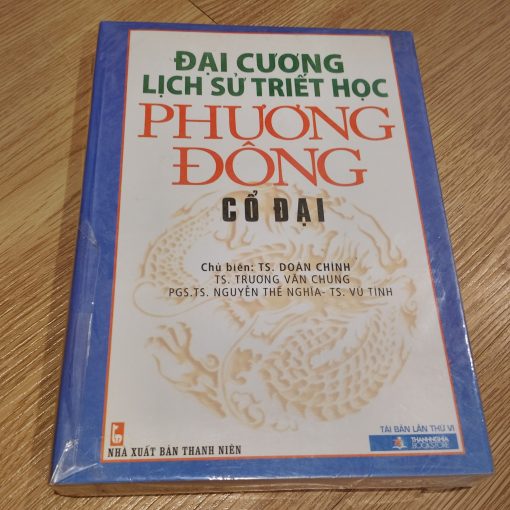 ĐẠI CƯƠNG
LỊCH SỬ TRIẾT HỌC
PHƯƠNG
ĐÔNG
CỔ ĐẠI
Chủ biên: TS. DOÃN CHÍNH
TS. TRƯƠNG VĂN CHUNG
PGS.TS. NGUYỄN THẾ NGHĨA- TS. VŨ TÌNH
TÁI BẢN LẦN THỨ VI
THANHNGHIA
BOOKSTORE
NHÀ XUẤT BẢN THANH NIÊN